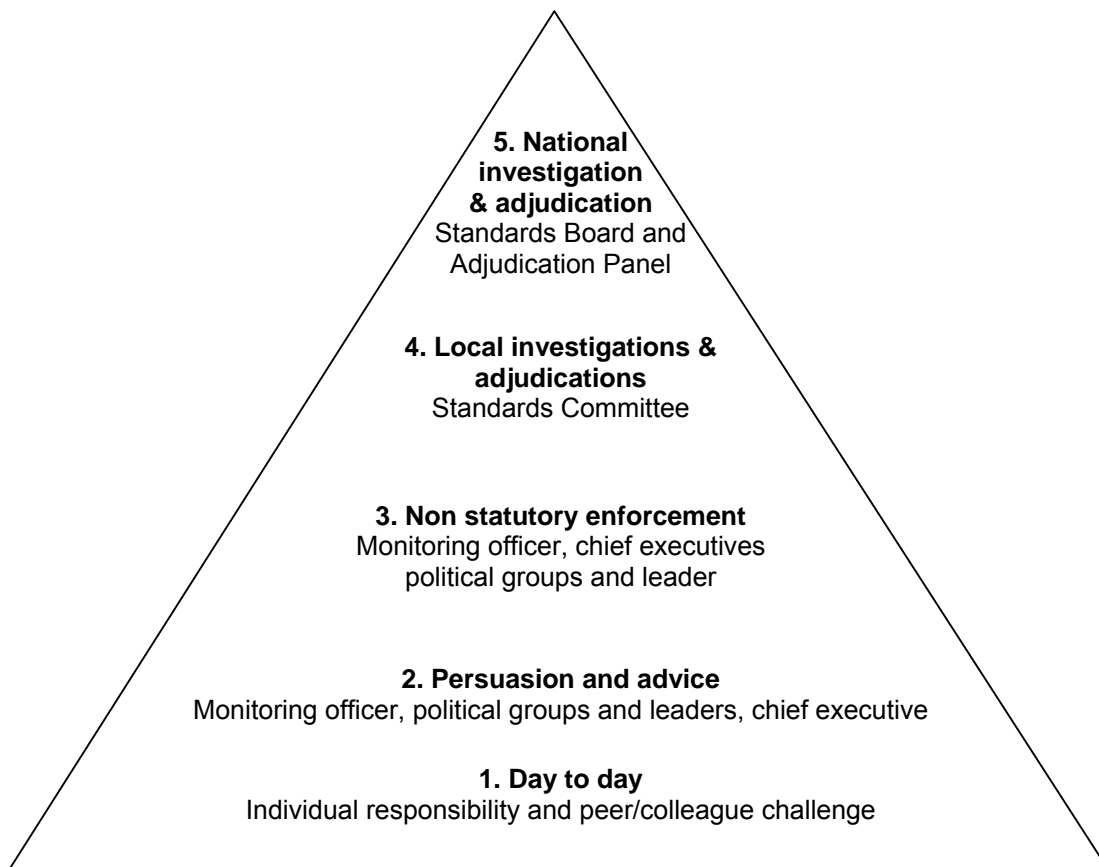 5. National
investigation
& adjudication
Standards Board and
Adjudication Panel
4. Local investigations &
adjudications
Standards Committee
3. Non statutory enforcement
Monitoring officer, chief executives
political groups and leader
2. Persuasion and advice
Monitoring officer, political groups and leaders, chief executive
1. Day to day
Individual responsibility and peer/colleague challenge